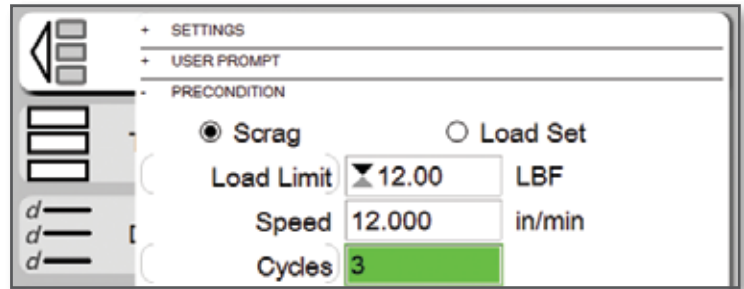 + SETTINGS
+ USER PROMPT
- PRECONDITION
Scrag Load Set
Load Limit 12.00 LBF
Speed 12.000 in/min
d
d
d
Cycles 3